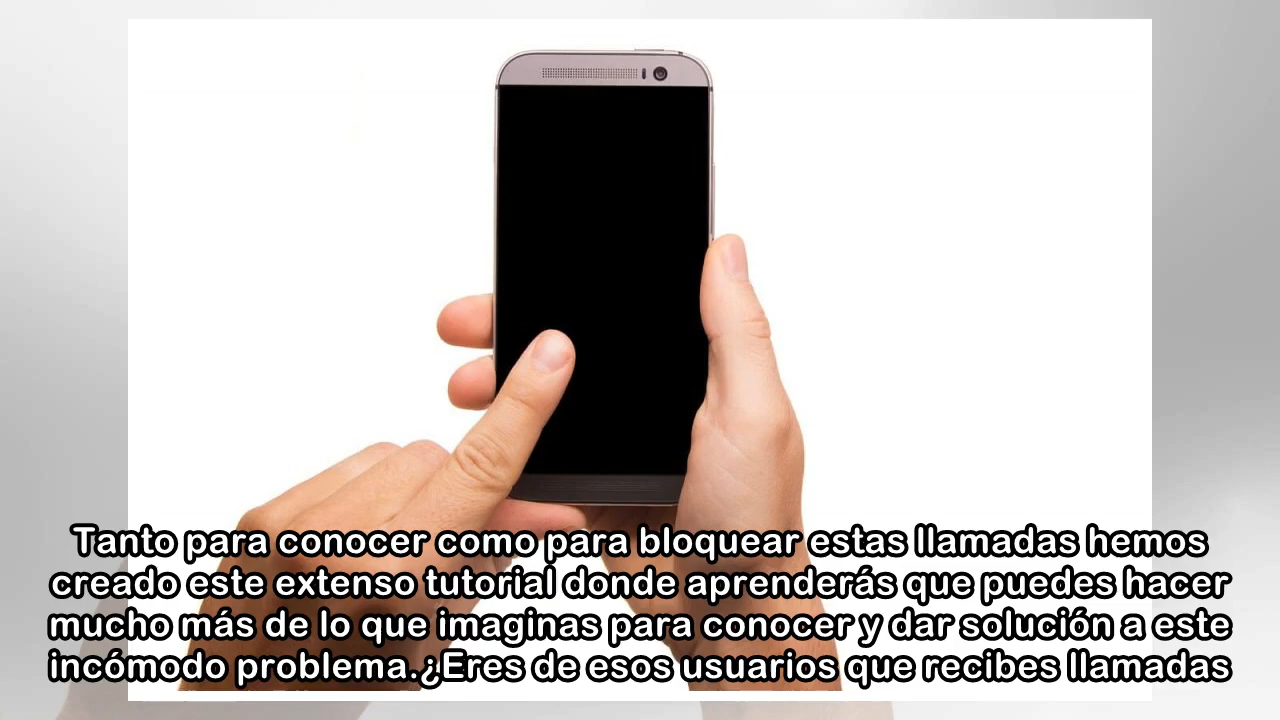 Tanto para conocer como para bloquear estas llamadas hemos
creado este extenso tutorial donde aprenderás que puedes hacer
mucho más de lo que imaginas para conocer y dar solución a este
incómodo problema.¿Eres de esos usuarios que recibes llamadas